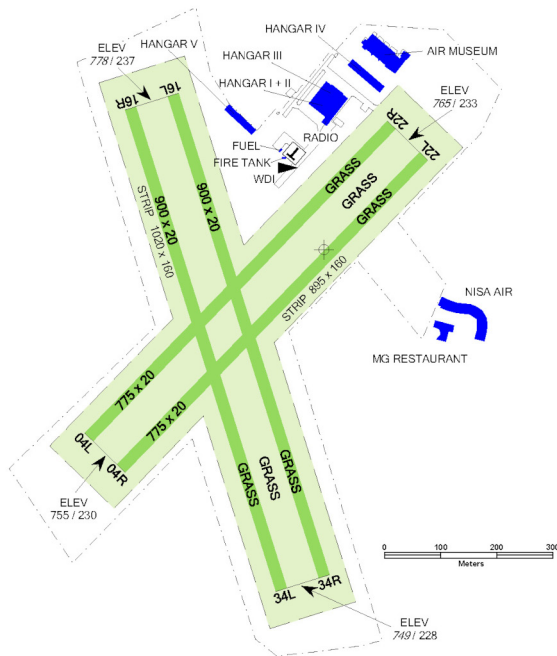 HANGAR IV
ELEV
778 / 237
HANGAR V
HANGAR III
AIR MUSEUM
HANGAR I + II
ELEV
765 / 233
16R
16L
RADIO
22R
22L
FUEL
FIRE TANK
WDI
T
GRASS
GRASS
GRASS
900 x 20
900 x 20
STRIP 1020 x 160
STRIP 895 x 160
NISA AIR
MG RESTAURANT
775 x 20
775 x 20
04L
04R
ELEV
755 / 230
GRASS
GRASS
GRASS
0 100 200 300
Meters
34L
34R
ELEV
749 / 228